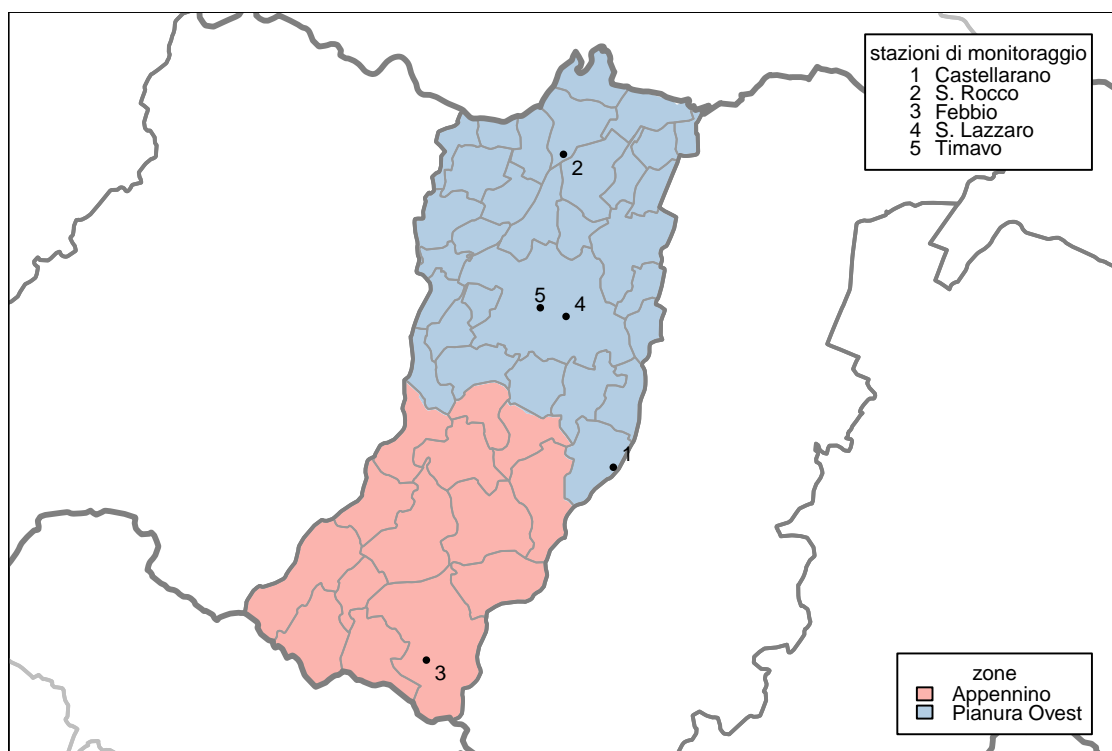 stazioni di monitoraggio
1 Castellarano
2 S. Rocco
3 Febbio
4 S. Lazzaro
5 Timavo
2
5
4
1
3
zone
Appennino
Pianura Ovest